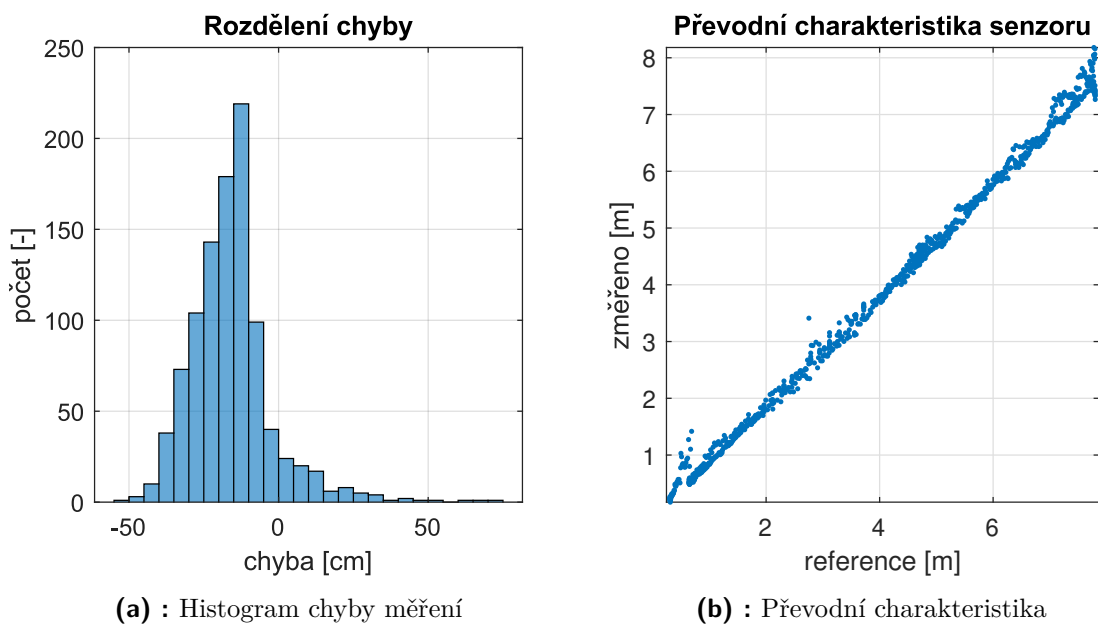 Rozdělení chyby
250
200
150
100
50
0
počet [-]
-50 0 50
chyba [cm]
(a) : Histogram chyby měření
Převodní charakteristika senzoru
8
7
6
5
4
3
2
1
změřeno [m]
2 4 6
reference [m]
(b) : Převodní charakteristika